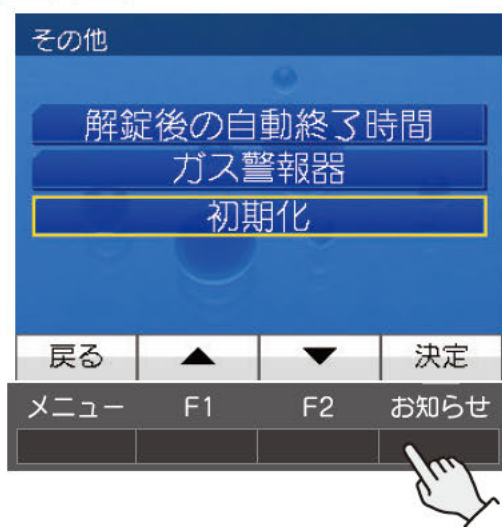 その他
解錠後の自動終了時間
ガス警報器
初期化
戻る ▲ ▼ 決定
メニュー F1 F2 お知らせ